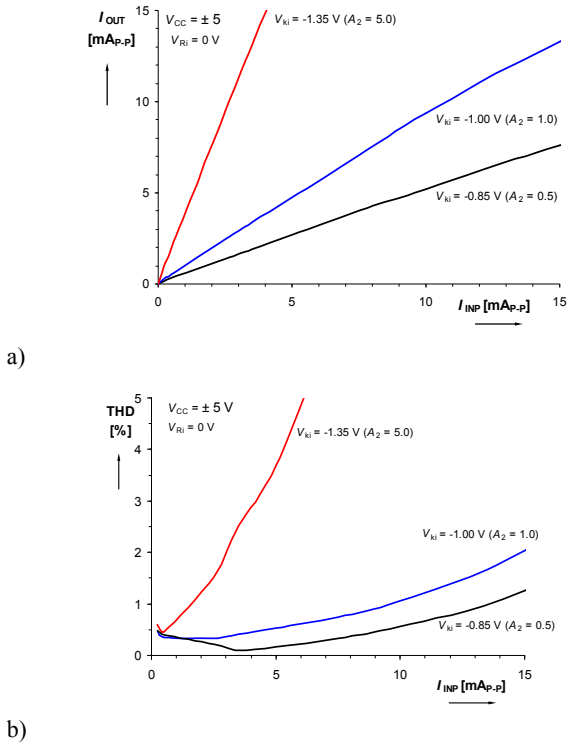 I OUT
[mAP-P]
VCC = ± 5
VRi = 0 V
Vki = -1.35 V (A2 = 5.0)
Vki = -1.00 V (A2 = 1.0)
Vki = -0.85 V (A2 = 0.5)
15
10
5
0
0
5
10
15
I INP [mAP-P]
a)
THD
[%]
VCC = ± 5 V
VRi = 0 V
Vki = -1.35 V (A2 = 5.0)
Vki = -1.00 V (A2 = 1.0)
Vki = -0.85 V (A2 = 0.5)
5
4
3
2
1
0
0
5
10
15
I INP [mAP-P]
b)